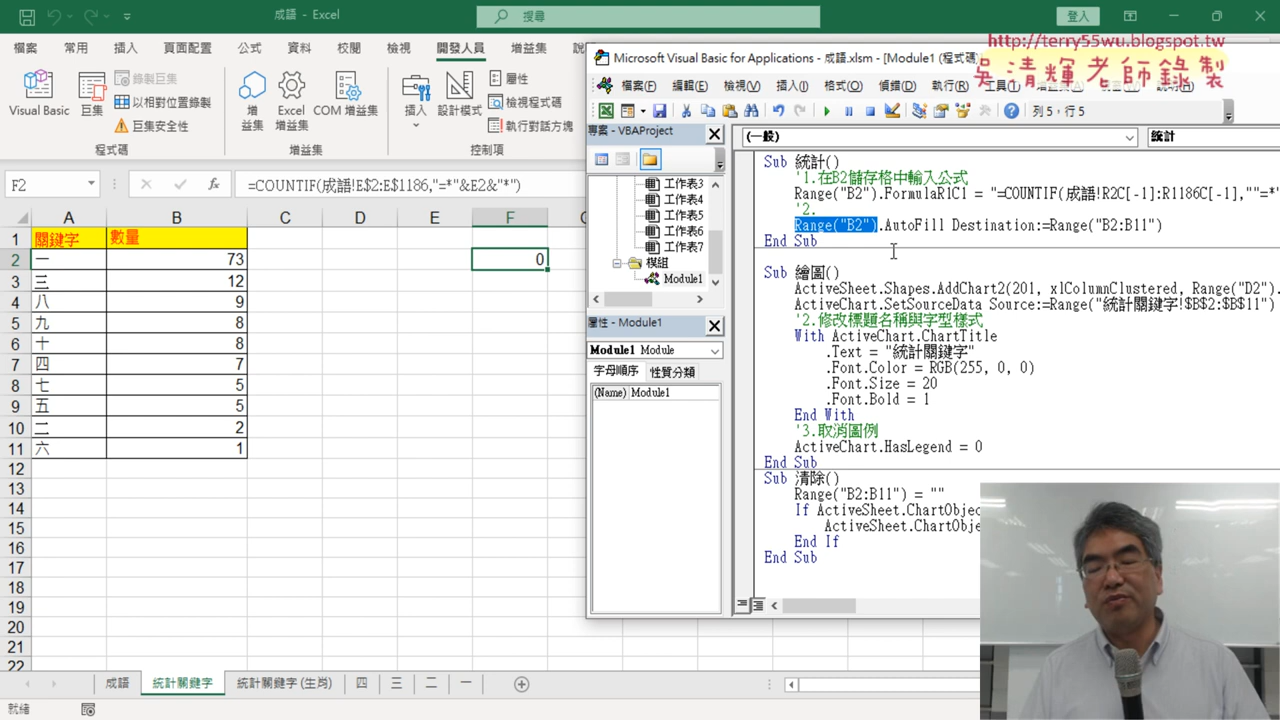 成語 - Excel
搜尋
登入
檔案 常用 插入 頁面配置 公式 資料 校閱 檢視 開發人員 增益集
Visual Basic
巨集
錄製巨集
以相對位置錄製
巨集安全性
程式碼
增益集
Excel 增益集
COM 增益集
增益集
插入
設計模式
屬性
檢視程式碼
執行對話方塊
控制項
F2
=COUNTIF(成語!E$2:E$1186,"=*"&E2&"*")
A B C D E F
1 關鍵字 數量
2 一 73 0
3 三 12
4 八 9
5 九 8
6 十 8
7 四 7
8 七 5
9 五 5
10 二 2
11 六 1
12
13
14
15
16
17
18
19
20
21
22
成語 統計關鍵字 統計關鍵字 (生肖) 四 三 二 一
就緒
Microsoft Visual Basic for Applications - 成語.xlsm - [Module1 (程式碼)
http://terry55wu.blogspot.tw
吳清輝老師錄製
檔案(F) 編輯(E) 檢視(V) 插入(I) 格式(O) 偵錯(D) 執行(R) 工具(T)
列 5，行 5
專案 - VBAProject
工作表3
工作表4
工作表5
工作表6
工作表7
模組
Module1
屬性 - Module1
Module1 Module
字母順序 性質分類
(Name) Module1
(一般) 統計
Sub 統計()
'1.在B2儲存格中輸入公式
Range("B2").FormulaR1C1 = "=COUNTIF(成語!R2C[-1]:R1186C[-1],""=*"
'2.
Range("B2").AutoFill Destination:=Range("B2:B11")
End Sub
Sub 繪圖()
ActiveSheet.Shapes.AddChart2(201, xlColumnClustered, Range("D2").
ActiveChart.SetSourceData Source:=Range("統計關鍵字!$B$2:$B$11")
'2.修改標題名稱與字型樣式
With ActiveChart.ChartTitle
.Text = "統計關鍵字"
.Font.Color = RGB(255, 0, 0)
.Font.Size = 20
.Font.Bold = 1
End With
'3.取消圖例
ActiveChart.HasLegend = 0
End Sub
Sub 清除()
Range("B2:B11") = ""
If ActiveSheet.ChartObjec
ActiveSheet.ChartObjec
End If
End Sub